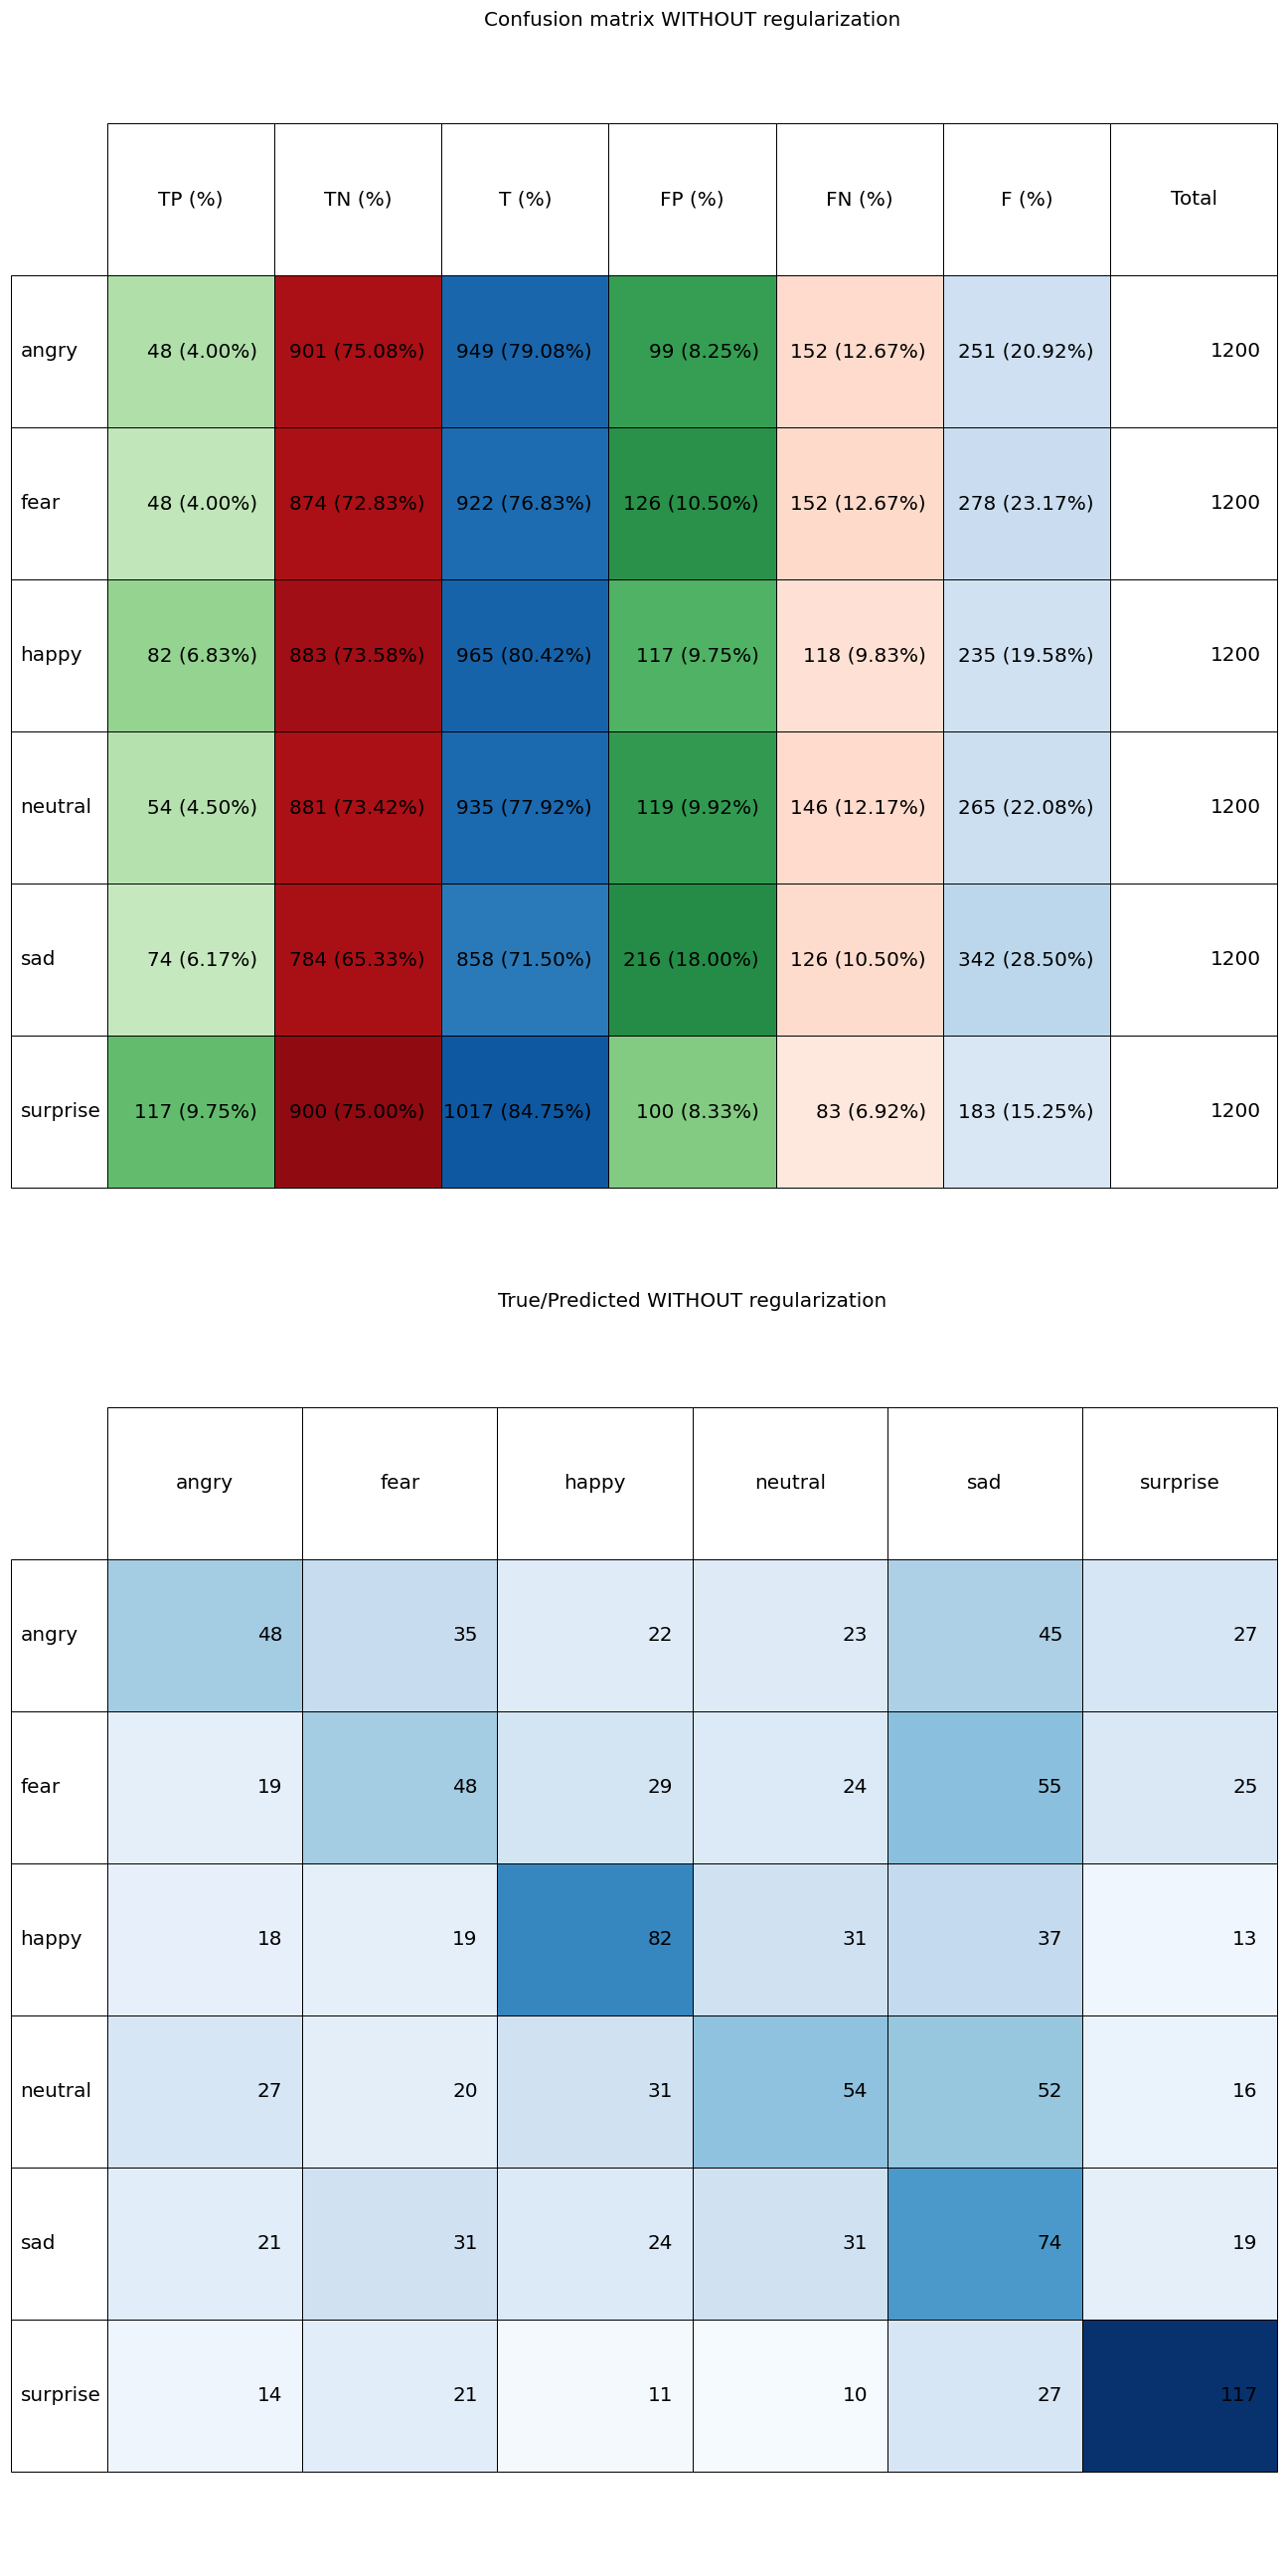 Confusion matrix WITHOUT regularization
TP (%) TN (%) T (%) FP (%) FN (%) F (%) Total
angry 48 (4.00%) 901 (75.08%) 949 (79.08%) 99 (8.25%) 152 (12.67%) 251 (20.92%) 1200
fear 48 (4.00%) 874 (72.83%) 922 (76.83%) 126 (10.50%) 152 (12.67%) 278 (23.17%) 1200
happy 82 (6.83%) 883 (73.58%) 965 (80.42%) 117 (9.75%) 118 (9.83%) 235 (19.58%) 1200
neutral 54 (4.50%) 881 (73.42%) 935 (77.92%) 119 (9.92%) 146 (12.17%) 265 (22.08%) 1200
sad 74 (6.17%) 784 (65.33%) 858 (71.50%) 216 (18.00%) 126 (10.50%) 342 (28.50%) 1200
surprise 117 (9.75%) 900 (75.00%) 1017 (84.75%) 100 (8.33%) 83 (6.92%) 183 (15.25%) 1200
True/Predicted WITHOUT regularization
angry fear happy neutral sad surprise
angry 48 35 22 23 45 27
fear 19 48 29 24 55 25
happy 18 19 82 31 37 13
neutral 27 20 31 54 52 16
sad 21 31 24 31 74 19
surprise 14 21 11 10 27 117